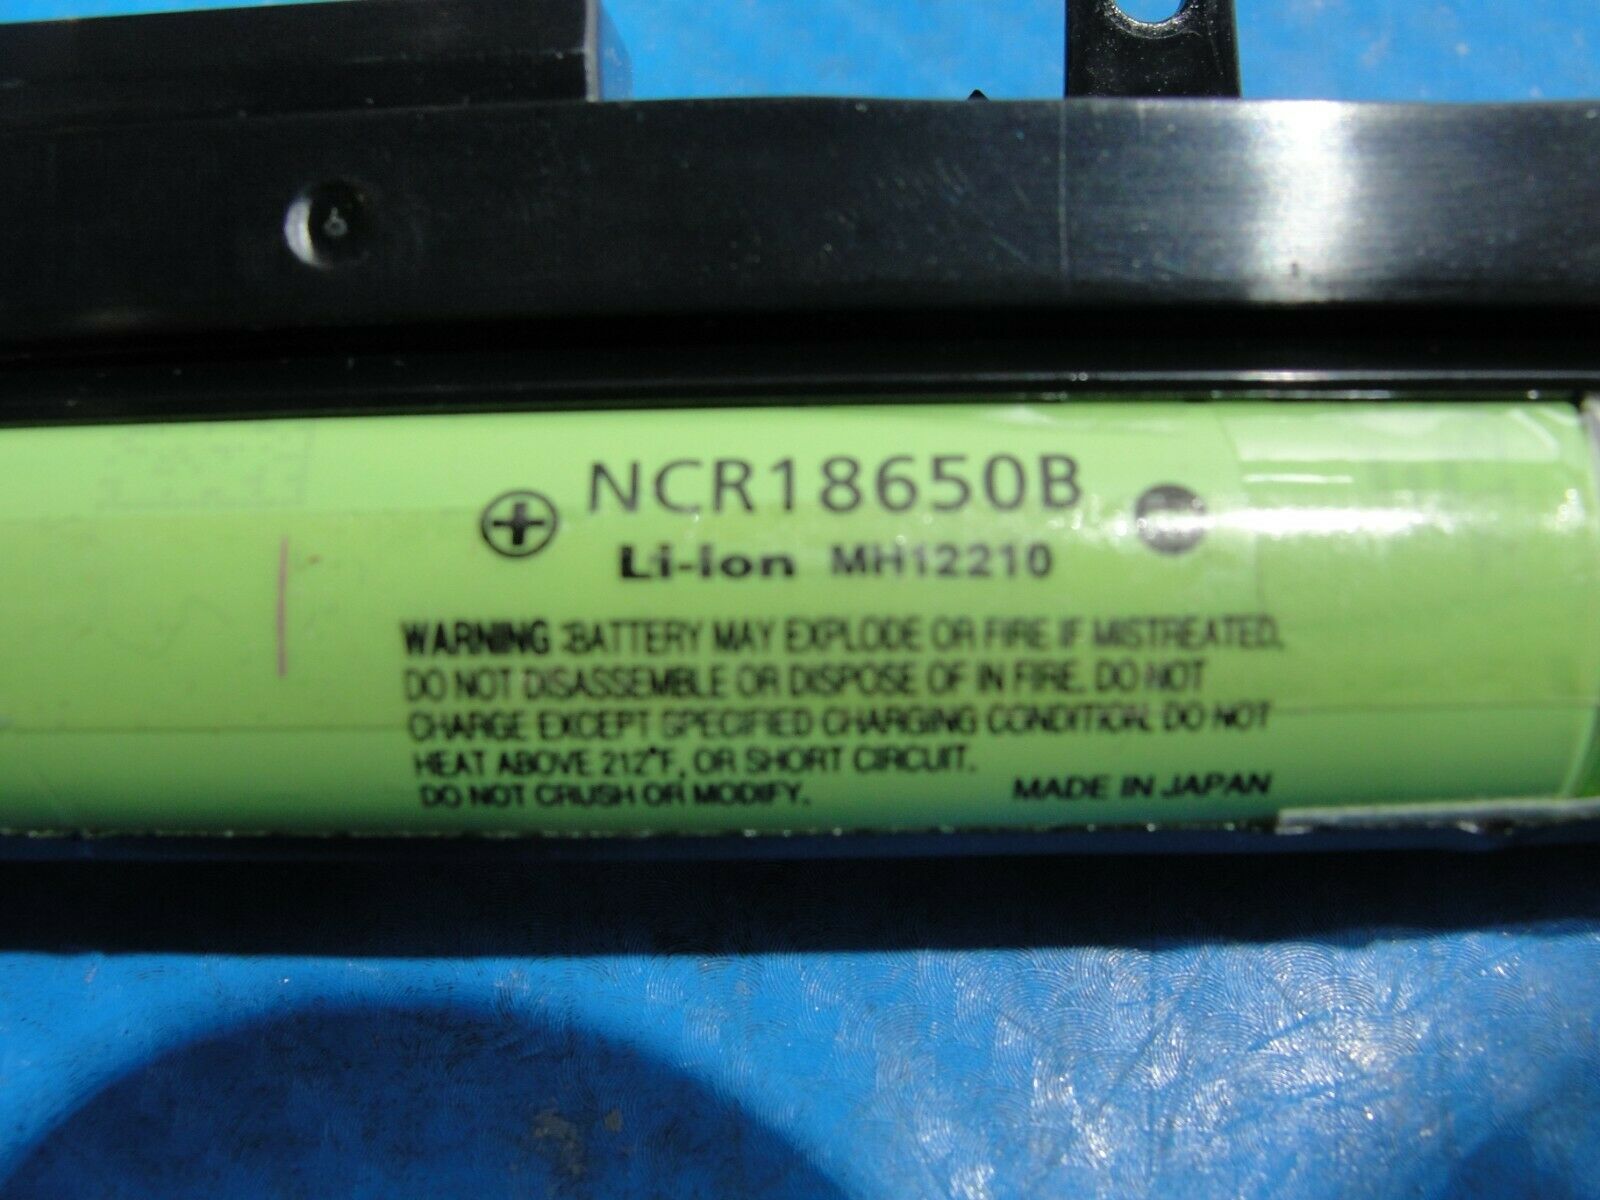 NCR18650B
Li-ion MH12210
WARNING :BATTERY MAY EXPLODE OR FIRE IF MISTREATED.
DO NOT DISASSEMBLE OR DISPOSE OF IN FIRE. DO NOT
CHARGE EXCEPT SPECIFIED CHARGING CONDITION. DO NOT
HEAT ABOVE 212°F, OR SHORT CIRCUIT.
DO NOT CRUSH OR MODIFY. MADE IN JAPAN